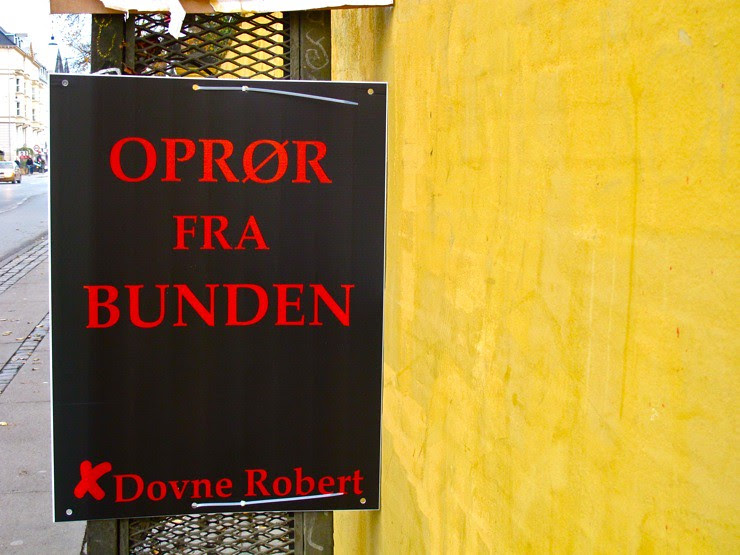 OPRØR
FRA
BUNDEN
x Dovne Robert